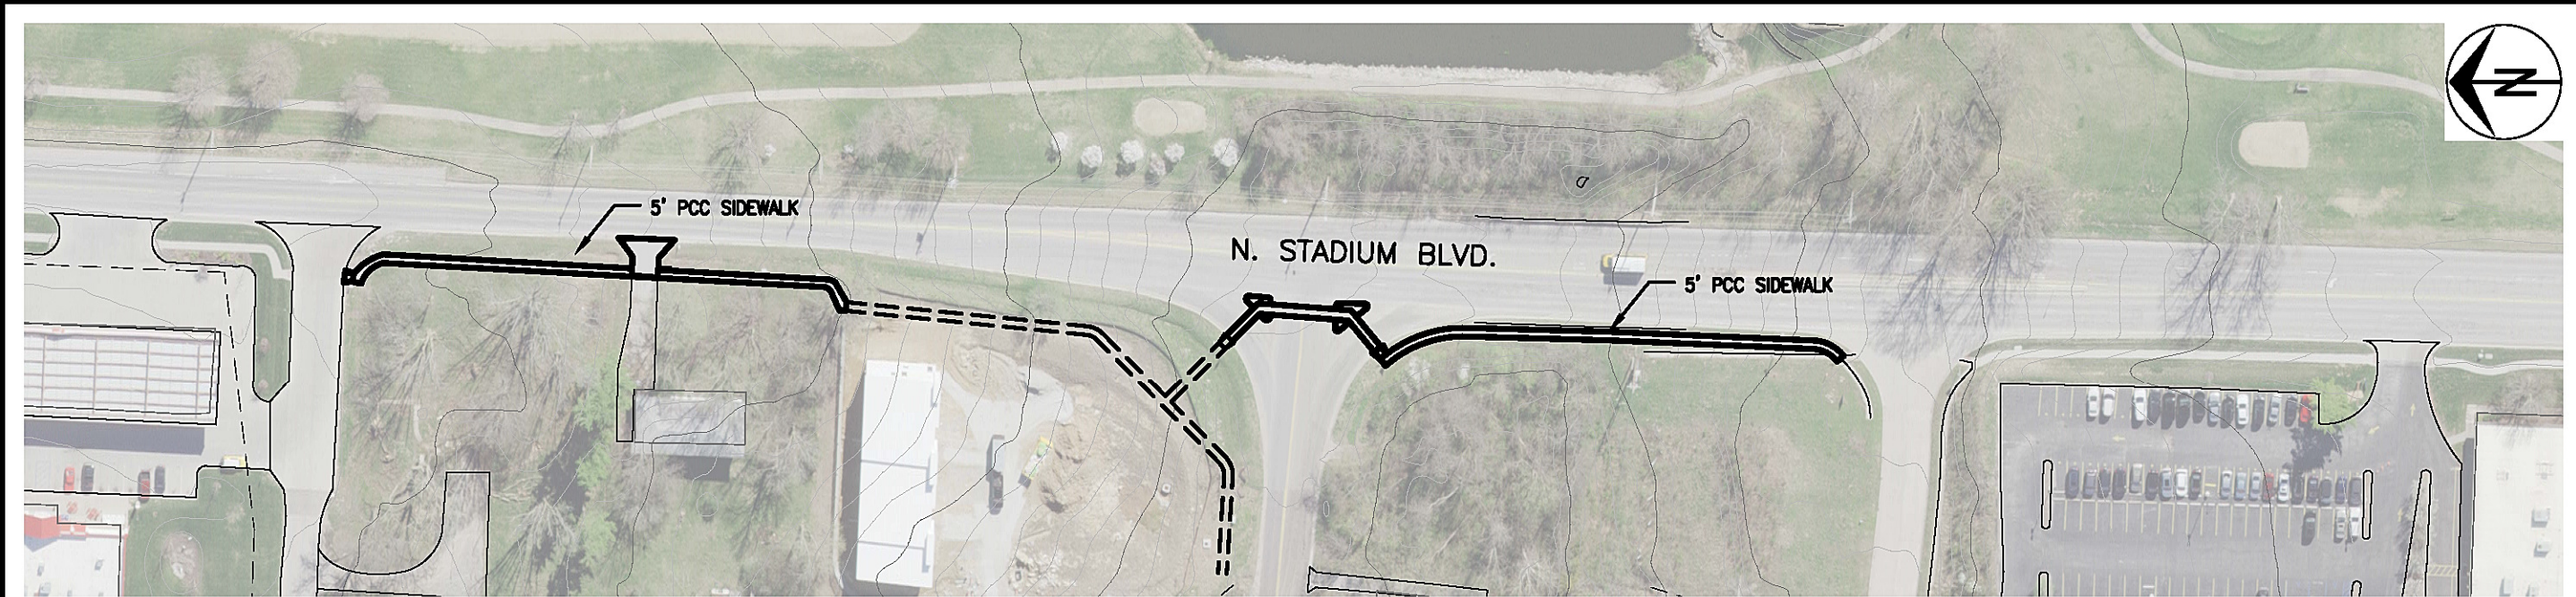 N
5' PCC SIDEWALK
N. STADIUM BLVD.
5' PCC SIDEWALK